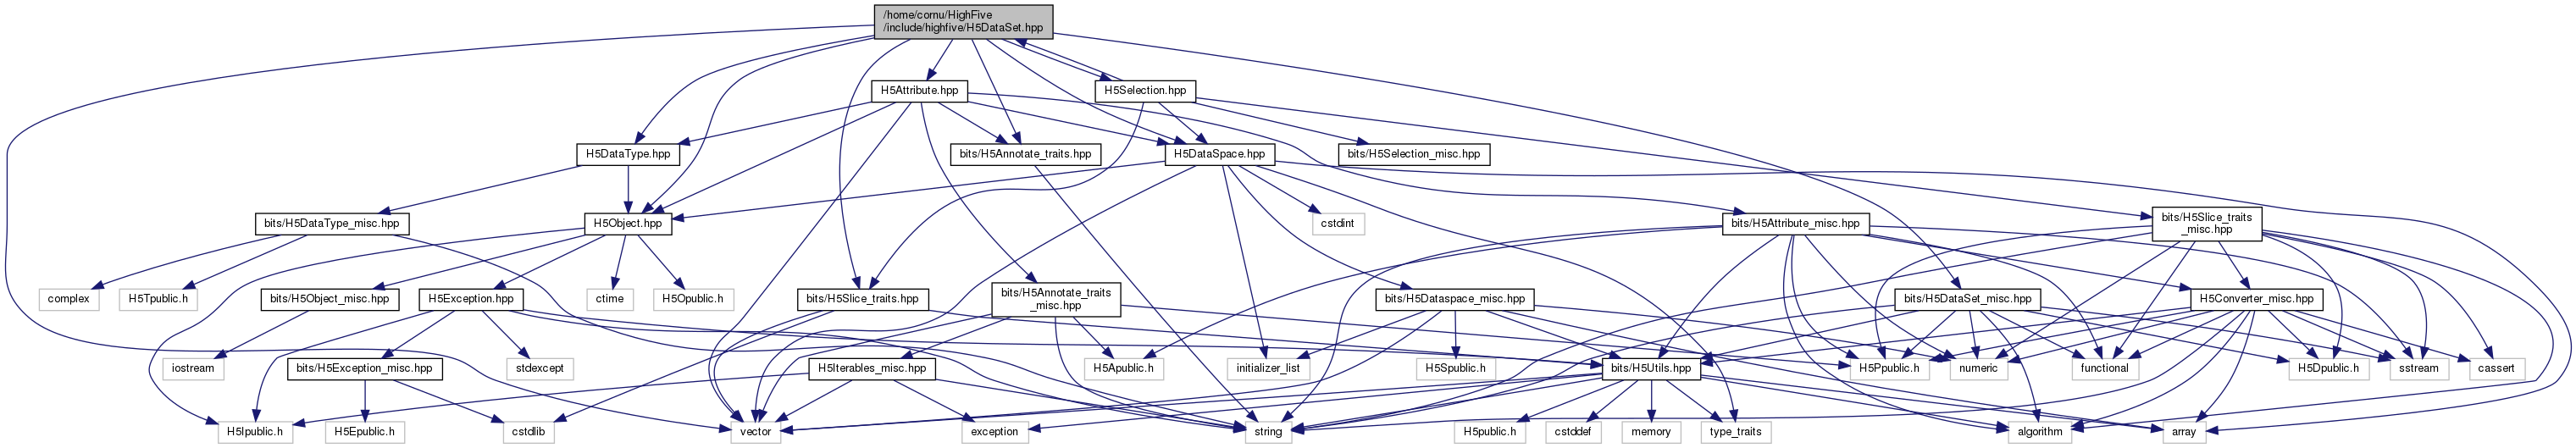 /home/cornu/HighFive
/include/highfive/H5DataSet.hpp
H5Attribute.hpp
H5Selection.hpp
H5DataType.hpp
bits/H5Annotate_traits.hpp
H5DataSpace.hpp
bits/H5Selection_misc.hpp
bits/H5DataType_misc.hpp
H5Object.hpp
cstdint
bits/H5Attribute_misc.hpp
bits/H5Slice_traits
_misc.hpp
complex
H5Tpublic.h
bits/H5Object_misc.hpp
H5Exception.hpp
ctime
H5Opublic.h
bits/H5Slice_traits.hpp
bits/H5Annotate_traits
_misc.hpp
bits/H5Dataspace_misc.hpp
bits/H5DataSet_misc.hpp
H5Converter_misc.hpp
iostream
bits/H5Exception_misc.hpp
stdexcept
H5Iterables_misc.hpp
H5Apublic.h
initializer_list
H5Spublic.h
bits/H5Utils.hpp
H5Ppublic.h
numeric
functional
H5Dpublic.h
sstream
cassert
H5Ipublic.h
H5Epublic.h
cstdlib
vector
exception
string
H5public.h
cstddef
memory
type_traits
algorithm
array